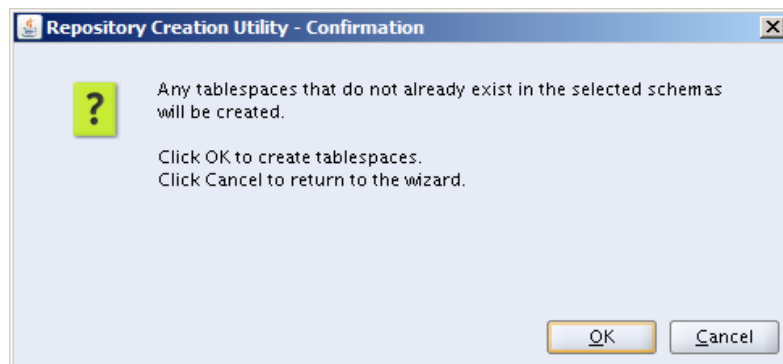 Repository Creation Utility - Confirmation
?
Any tablespaces that do not already exist in the selected schemas
will be created.
Click OK to create tablespaces.
Click Cancel to return to the wizard.
OK
Cancel